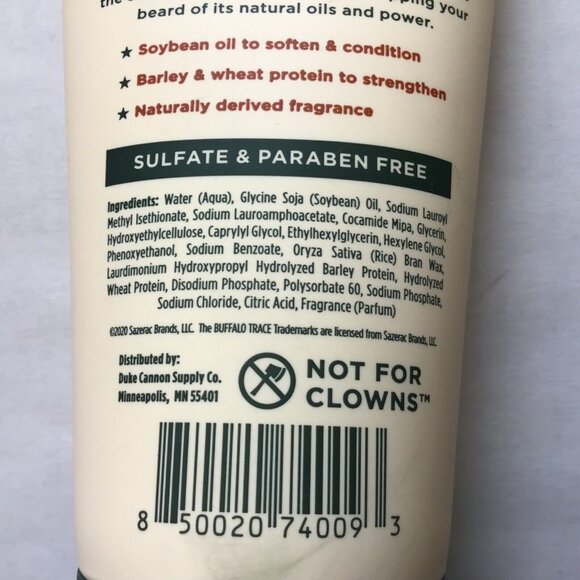 beard of its natural oils and power.
★ Soybean oil to soften & condition
★ Barley & wheat protein to strengthen
★ Naturally derived fragrance
SULFATE & PARABEN FREE
Ingredients: Water (Aqua), Glycine Soja (Soybean) Oil, Sodium Lauroyl
Methyl Isethionate, Sodium Lauroamphoacetate, Cocamide Mipa, Glycerin,
Hydroxyethylcellulose, Caprylyl Glycol, Ethylhexylglycerin, Hexylene Glycol,
Phenoxyethanol, Sodium Benzoate, Oryza Sativa (Rice) Bran Wax,
Laurdimonium Hydroxypropyl Hydrolyzed Barley Protein, Hydrolyzed
Wheat Protein, Disodium Phosphate, Polysorbate 60, Sodium Phosphate,
Sodium Chloride, Citric Acid, Fragrance (Parfum)
©2020 Sazerac Brands, LLC. The BUFFALO TRACE Trademarks are licensed from Sazerac Brands, LLC.
Distributed by:
Duke Cannon Supply Co.
Minneapolis, MN 55401
NOT FOR
CLOWNS™
8 50020 74009 3